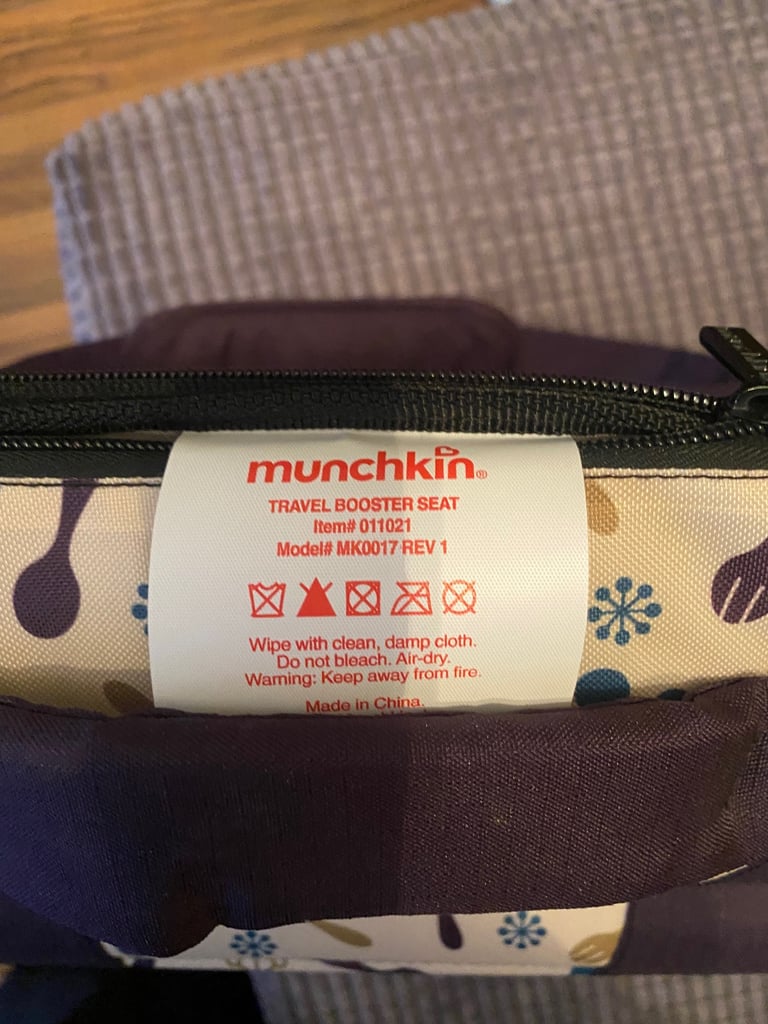 munchkin®
TRAVEL BOOSTER SEAT
Item# 011021
Model# MK0017 REV 1
Wipe with clean, damp cloth.
Do not bleach. Air-dry.
Warning: Keep away from fire.
Made in China.